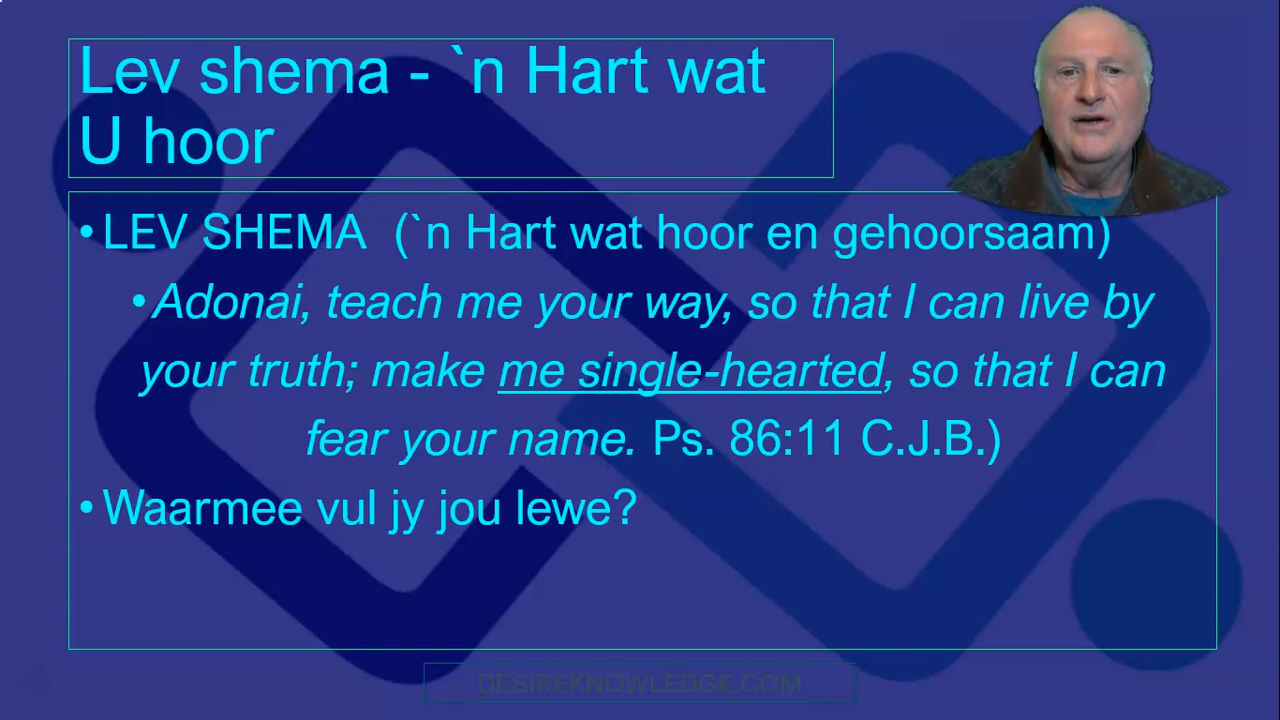 Lev shema - `n Hart wat
U hoor
•LEV SHEMA (`n Hart wat hoor en gehoorsaam)
•Adonai, teach me your way, so that I can live by
your truth; make me single-hearted, so that I can
fear your name. Ps. 86:11 C.J.B.)
•Waarmee vul jy jou lewe?
DESIREKNOWLEDGE.COM